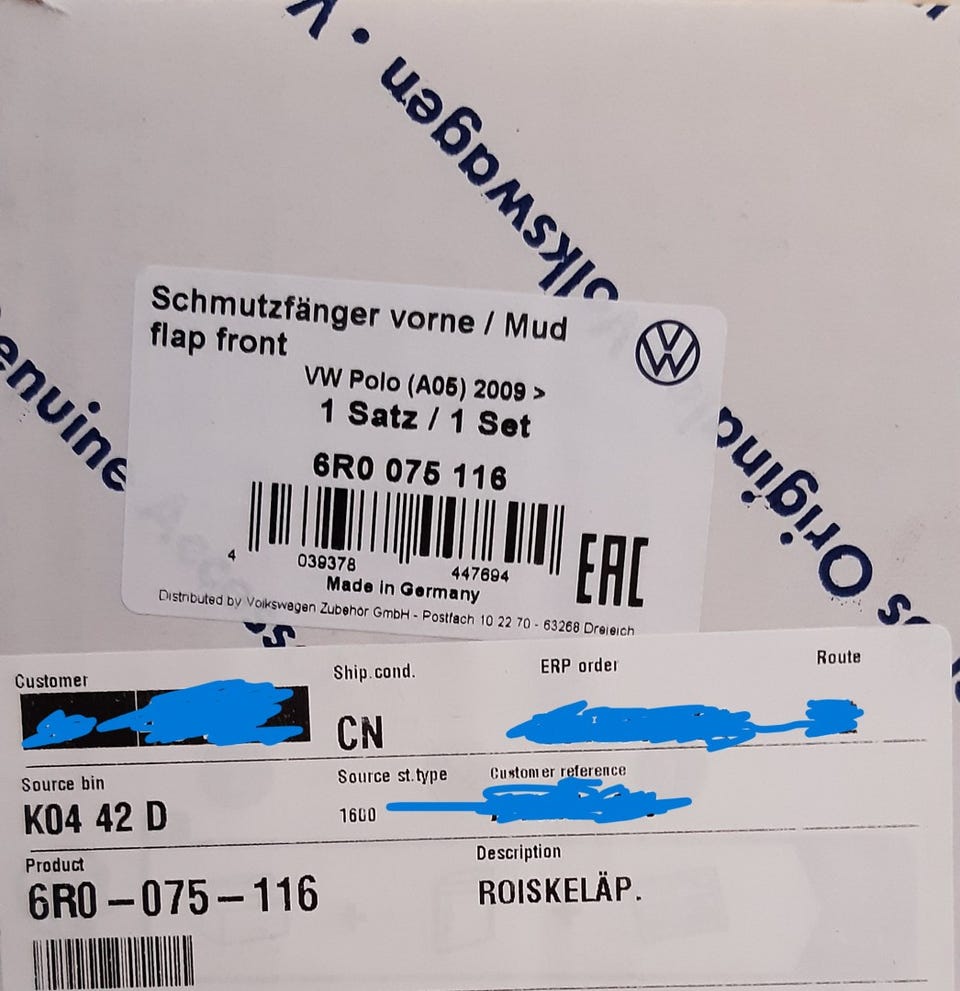 • Volkswagen
Original
enuine
Schmutzfänger vorne / Mud
flap front
VW Polo (A05) 2009 >
1 Satz / 1 Set
6R0 075 116
4 039378 447694
EAC
Made in Germany
Distributed by Volkswagen Zubehör GmbH - Postfach 10 22 70 - 63268 Dreieich
Customer Ship.cond. ERP order Route
CN
Source bin Source st.type Customer reference
K04 42 D 1600
Product Description
6R0-075-116 ROISKELÄP.